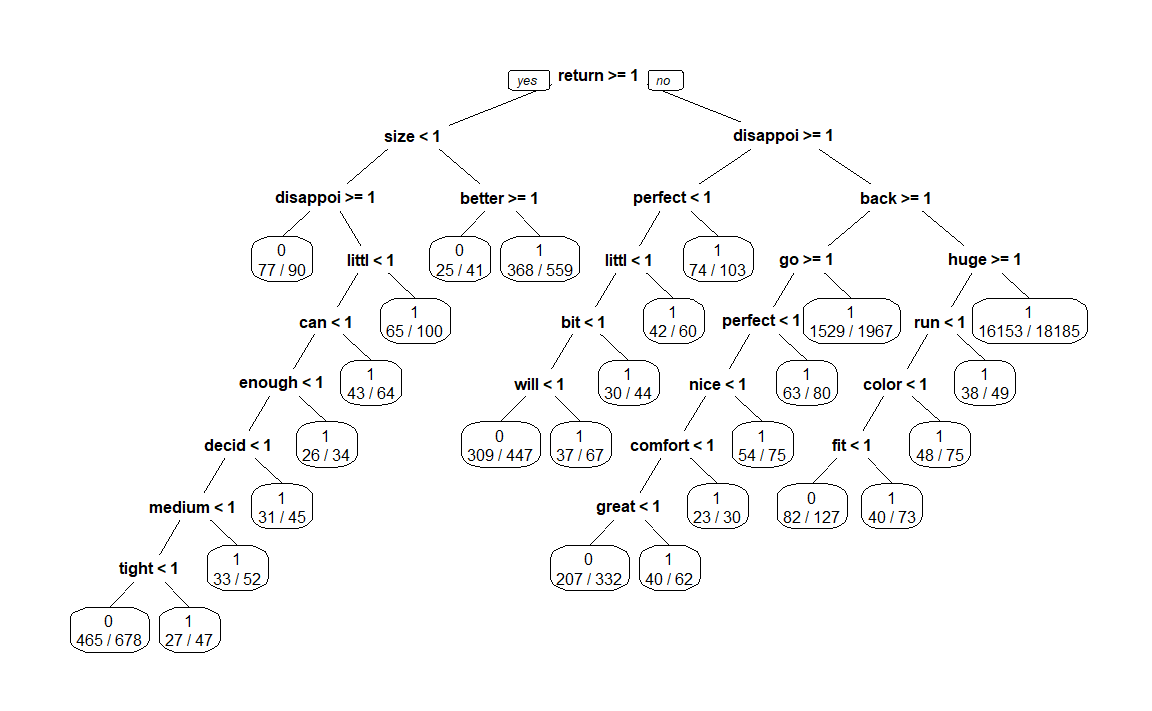 yes return >= 1 no
size < 1 disappoi >= 1
disappoi >= 1 better >= 1 perfect < 1 back >= 1
0 0 1 1
77 / 90 littl < 1 25 / 41 368 / 559 littl < 1 74 / 103 go >= 1 huge >= 1
1 1 1 1
can < 1 65 / 100 bit < 1 42 / 60 perfect < 1 1529 / 1967 run < 1 16153 / 18185
1 1 1 1
enough < 1 43 / 64 will < 1 30 / 44 nice < 1 63 / 80 color < 1 38 / 49
1 0 1 1 1
decid < 1 26 / 34 309 / 447 37 / 67 comfort < 1 54 / 75 fit < 1 48 / 75
1 1 0 1
medium < 1 31 / 45 great < 1 23 / 30 82 / 127 40 / 73
1 0 1
tight < 1 33 / 52 207 / 332 40 / 62
0 1
465 / 678 27 / 47